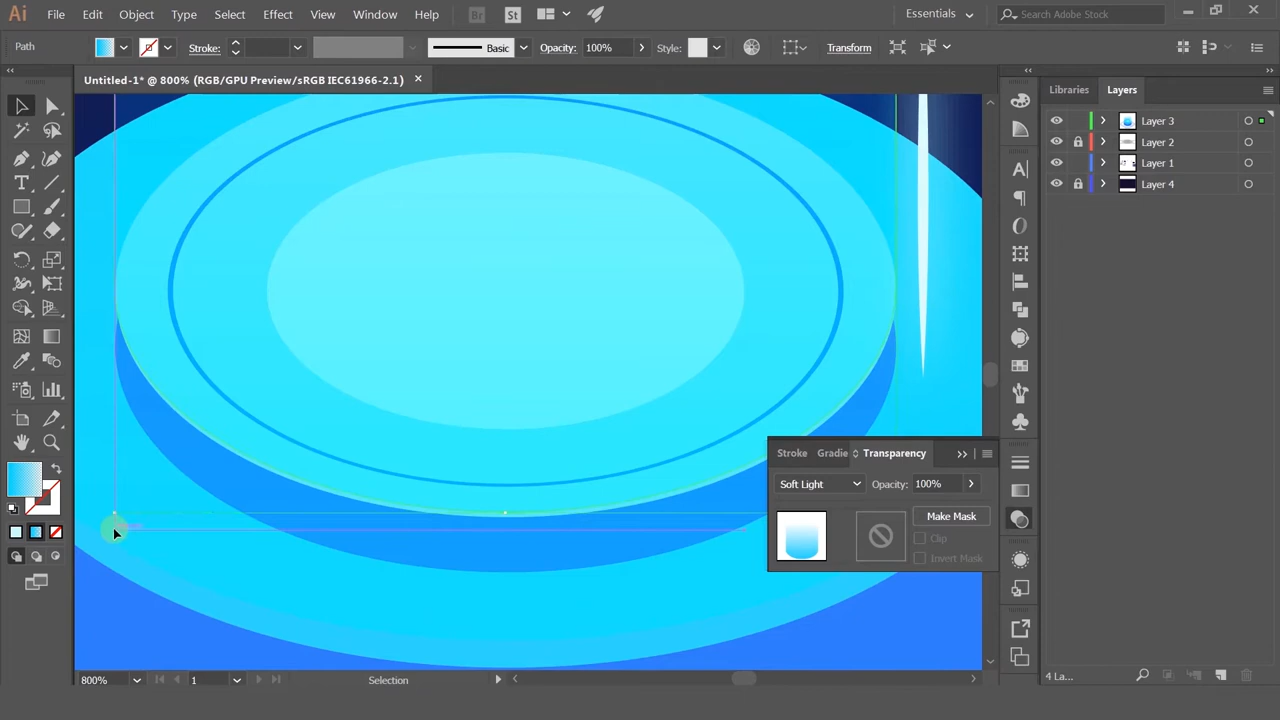 Ai File Edit Object Type Select Effect View Window Help Br St Essentials Search Adobe Stock
Path Stroke: Basic Opacity: 100% Style: Transform
Untitled-1* @ 800% (RGB/GPU Preview/sRGB IEC61966-2.1)
Libraries Layers
Layer 3
Layer 2
Layer 1
Layer 4
Stroke Gradie Transparency
Soft Light Opacity: 100%
Make Mask
Clip
Invert Mask
800% 1 Selection
4 La...